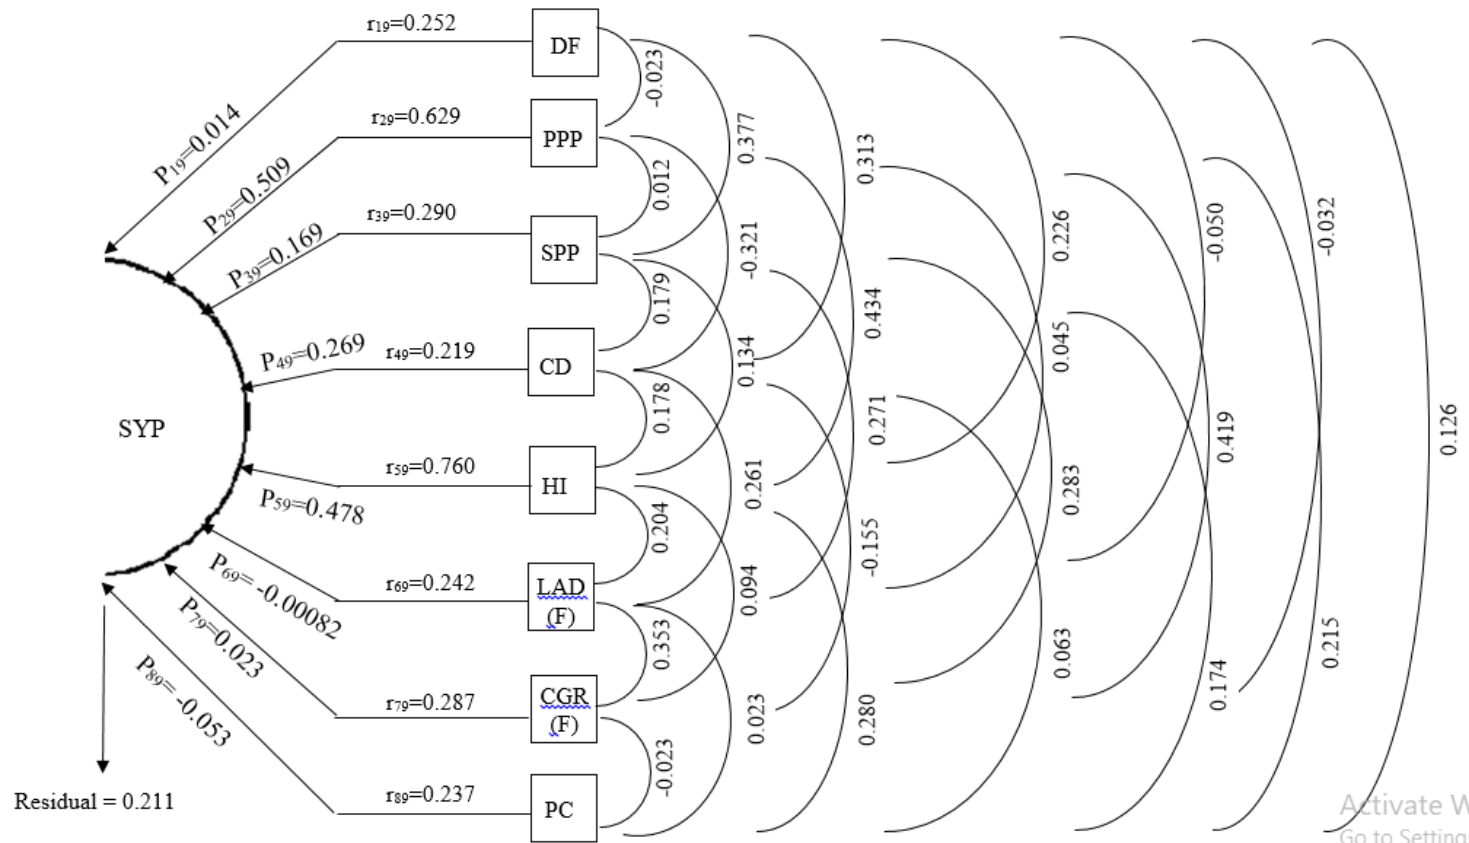 r19=0.252
DF
P19=0.014
-0.023
r29=0.629
PPP
P29=0.509
0.377
0.313
0.012
r39=0.290
SPP
P39=0.169
-0.321
0.226
-0.050
-0.032
0.179
r49=0.219
CD
P49=0.269
0.434
0.134
0.045
0.178
SYP
0.271
0.419
0.126
r59=0.760
HI
P59=0.478
0.261
0.283
0.204
-0.155
r69=0.242
LAD
(F)
P69= -0.00082
0.094
0.353
0.063
0.215
P79=0.023
r79=0.287
CGR
(F)
0.174
P89= -0.053
0.023
0.280
-0.023
r89=0.237
PC
Residual = 0.211
Activate W
Go to Setting